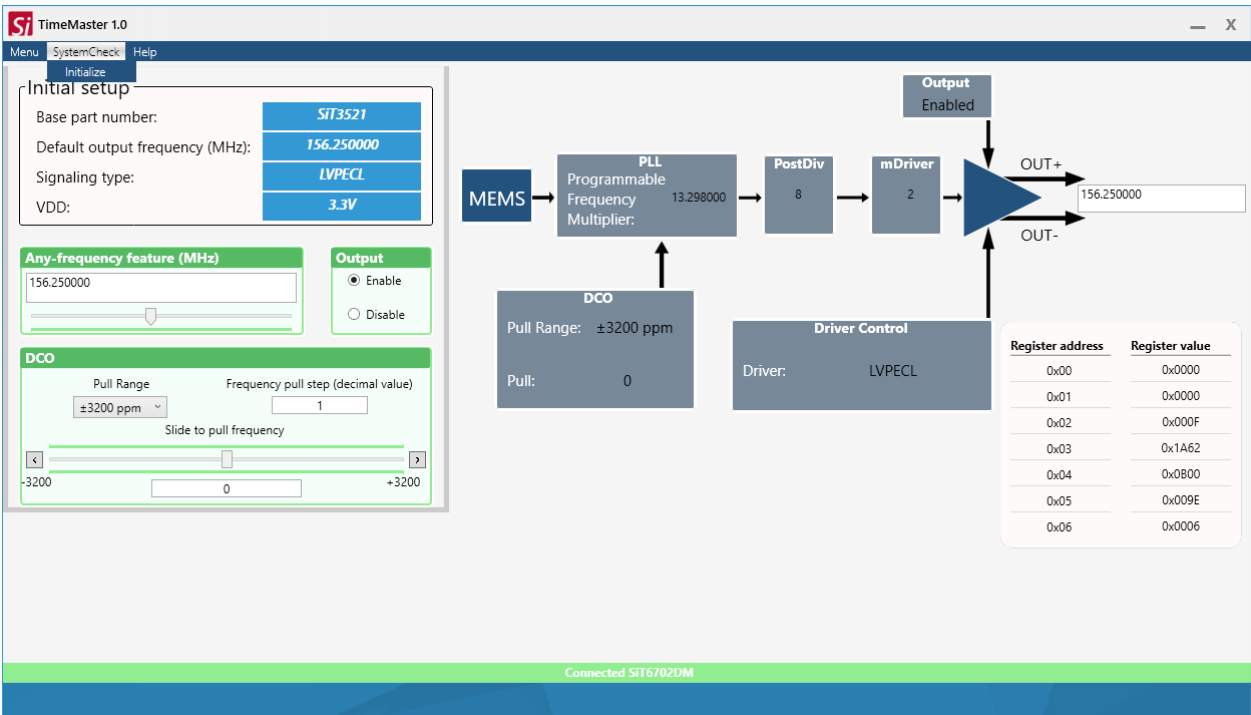 Si TimeMaster 1.0
X
Menu SystemCheck Help
Initialize
Initial setup
Base part number: SiT3521
Default output frequency (MHz): 156.250000
Signaling type: LVPECL
VDD: 3.3V
Any-frequency feature (MHz)
156.250000
Output
Enable
Disable
DCO
Pull Range Frequency pull step (decimal value)
±3200 ppm 1
Slide to pull frequency
< >
-3200 0 +3200
Output
Enabled
MEMS
PLL
Programmable
Frequency 13.298000
Multiplier:
PostDiv
8
mDriver
2
OUT+
156.250000
OUT-
DCO
Pull Range: ±3200 ppm
Pull: 0
Driver Control
Driver: LVPECL
Register address Register value
0x00 0x0000
0x01 0x0000
0x02 0x000F
0x03 0x1A62
0x04 0x0B00
0x05 0x009E
0x06 0x0006
Connected SiT6702DM